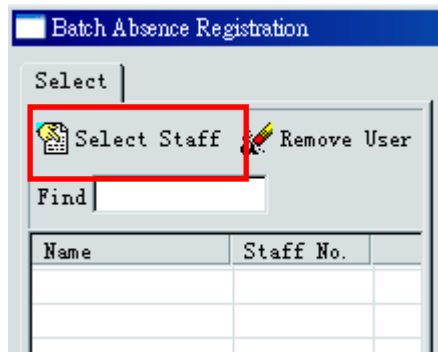 Batch Absence Registration
Select
Select Staff Remove User
Find
Name Staff No.